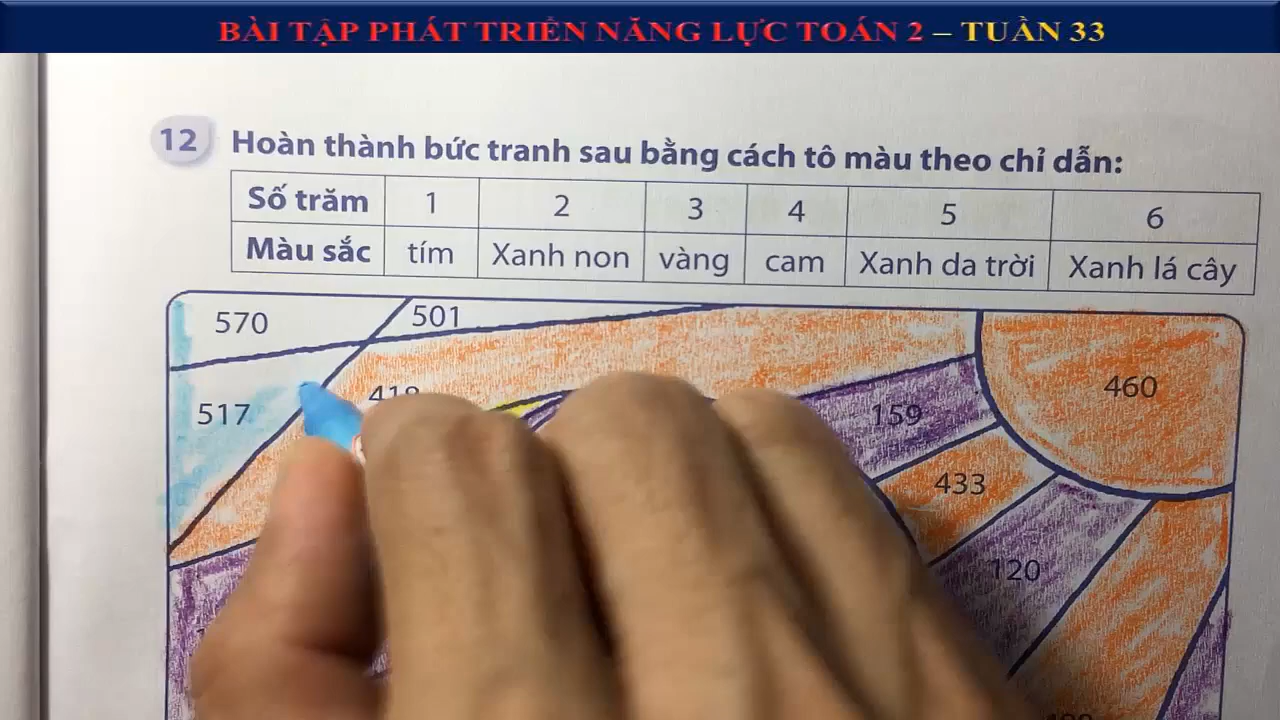 BÀI TẬP PHÁT TRIỂN NĂNG LỰC TOÁN 2 – TUẦN 33
12 Hoàn thành bức tranh sau bằng cách tô màu theo chỉ dẫn:
Số trăm 1 2 3 4 5 6
Màu sắc tím Xanh non vàng cam Xanh da trời Xanh lá cây
570 501
460
418
517 159
433
120